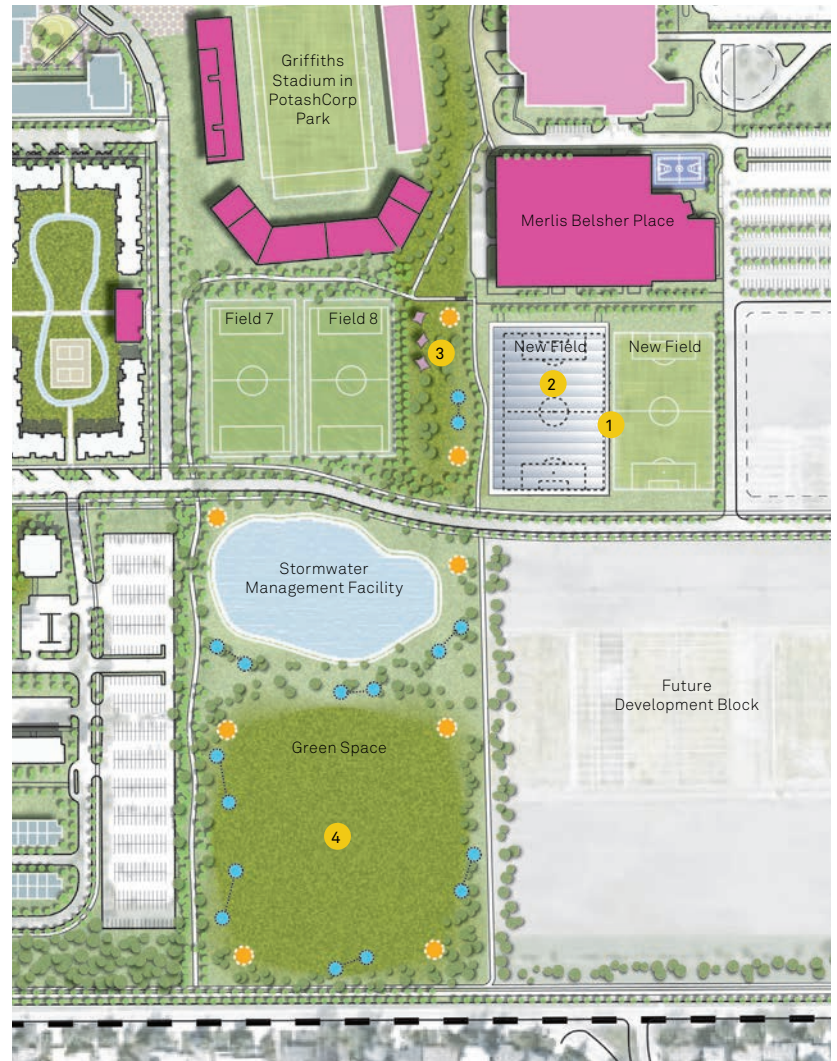 Griffiths
Stadium in
PotashCorp
Park
Merlis Belsher Place
Field 7
Field 8
New Field
New Field
3
2
1
Stormwater
Management Facility
Future
Development Block
Green Space
4